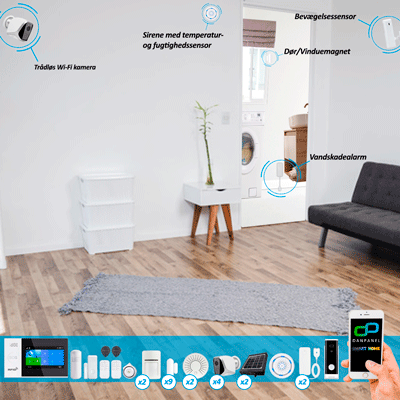 Bevægelsessensor
Sirene med temperatur-
og fugtighedssensor
Dør/Vinduemagnet
Trådløs Wi-Fi kamera
Vandskadealarm
x2
x9
x2
x4
x2
x2
DANPANEL
SMART HOME